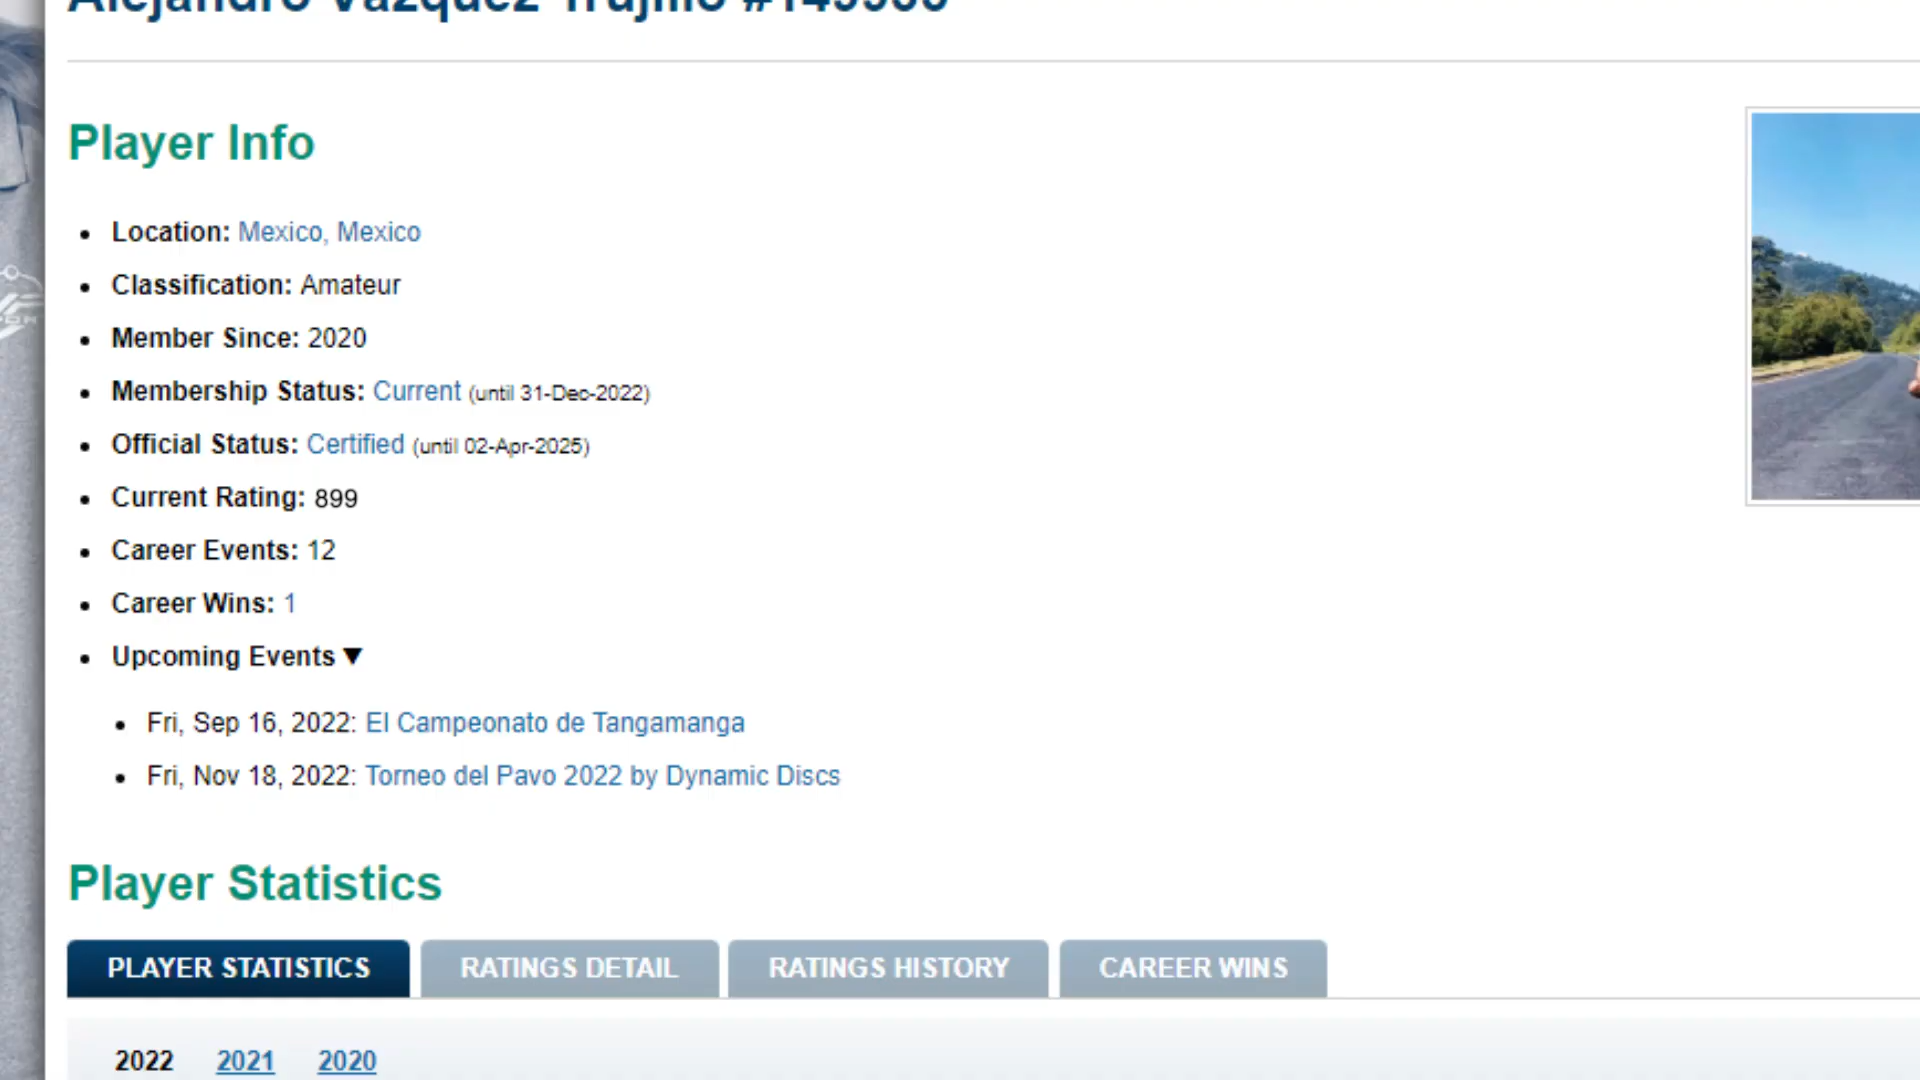 Alejandro Vazquez Trujillo
Player Info
Location: Mexico, Mexico
Classification: Amateur
Member Since: 2020
Membership Status: Current (until 31-Dec-2022)
Official Status: Certified (until 02-Apr-2025)
Current Rating: 899
Career Events: 12
Career Wins: 1
Upcoming Events ▼
Fri, Sep 16, 2022: El Campeonato de Tangamanga
Fri, Nov 18, 2022: Torneo del Pavo 2022 by Dynamic Discs
Player Statistics
PLAYER STATISTICS RATINGS DETAIL RATINGS HISTORY CAREER WINS
2022 2021 2020